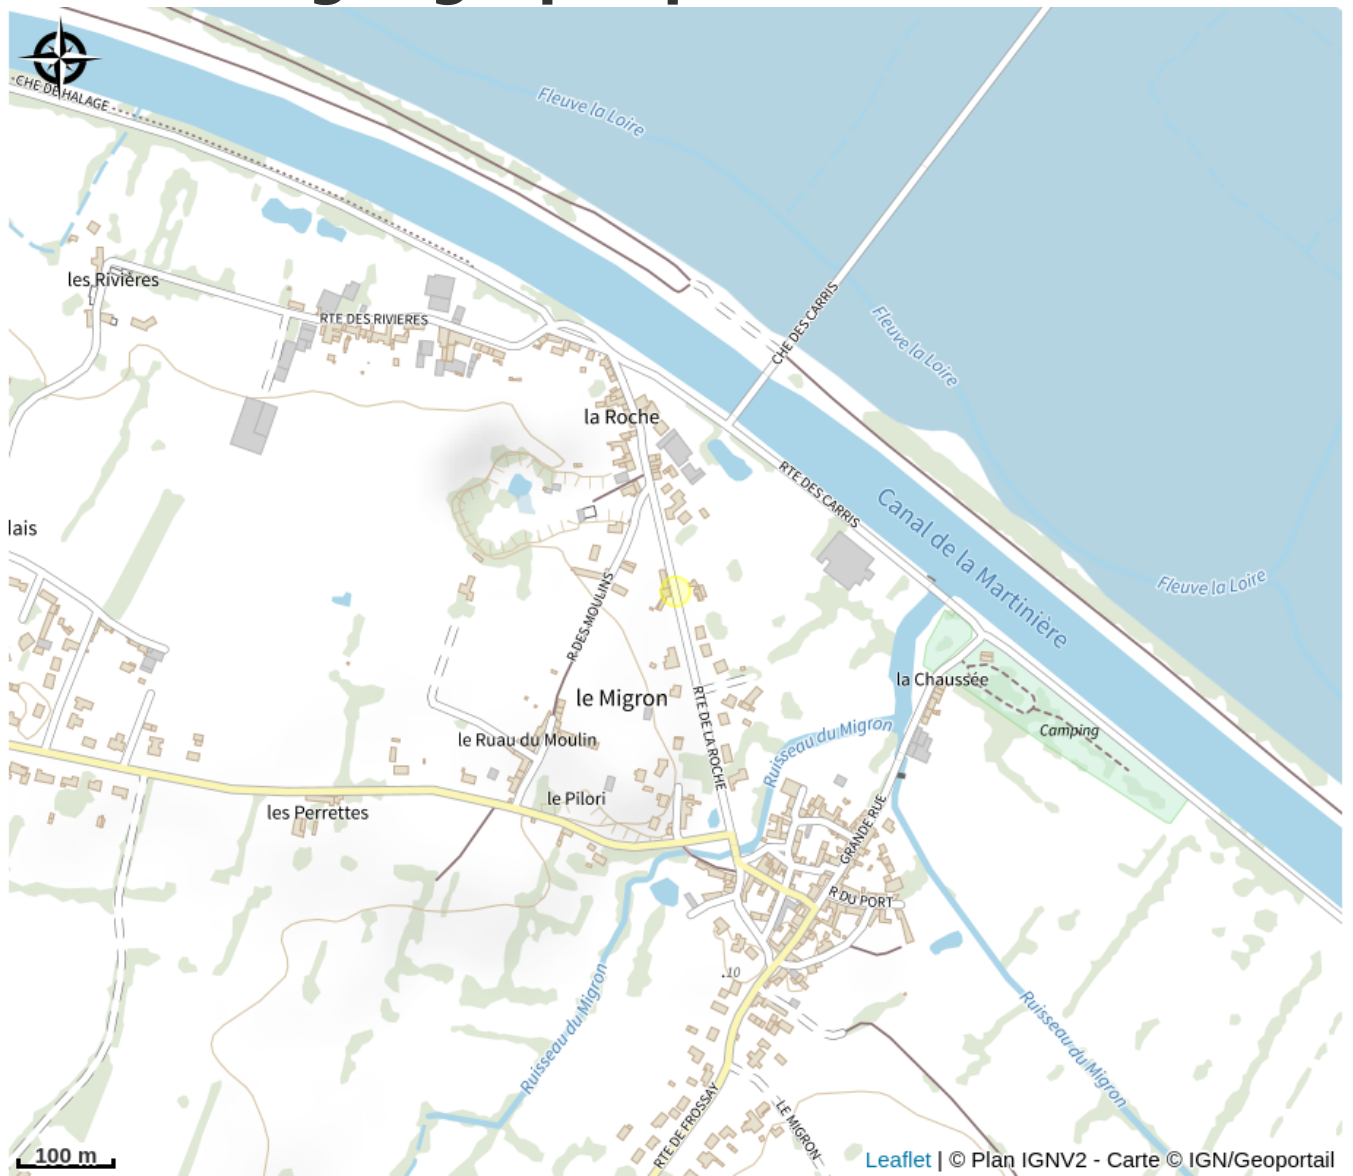 CHE DE HALAGE
Fleuve la Loire
les Rivières
RTE DES RIVIERES
CHE DES CARRIS
Fleuve la Loire
la Roche
RTE DES CARRIS
Canal de la Martinière
lais
Fleuve la Loire
R DES MOULINS
la Chaussée
le Migron
RTE DE LA ROCHE
Camping
le Ruau du Moulin
Ruisseau du Migron
le Pilori
les Perrettes
GRANDE RUE
R DU PORT
.10
Ruisseau du Migron
Ruisseau du Migron
RTE DE FROSSAY
LE MIGRON
100 m
Leaflet | © Plan IGNV2 - Carte © IGN/Geoportail